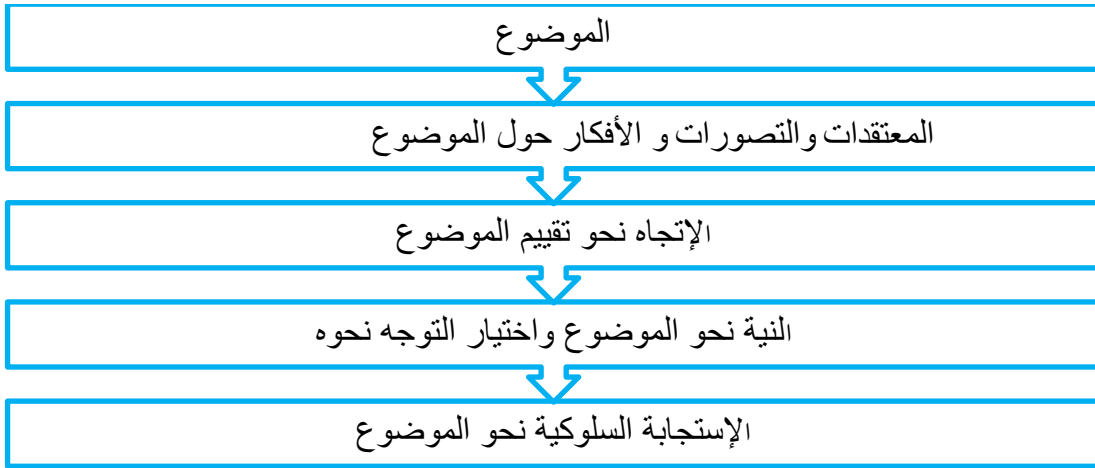 الموضوع
المعتقدات والتصورات و الأفكار حول الموضوع
الإتجاه نحو تقييم الموضوع
النية نحو الموضوع واختيار التوجه نحوه
الإستجابة السلوكية نحو الموضوع